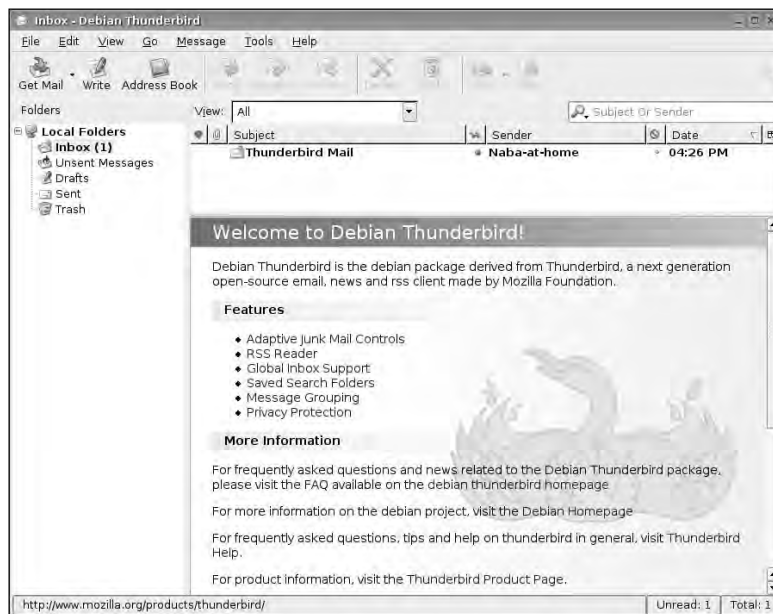 Inbox - Debian Thunderbird
File Edit View Go Message Tools Help
Get Mail Write Address Book
Folders
View: All
Subject Or Sender
Subject Sender Date
Local Folders
Inbox (1)
Unsent Messages
Drafts
Sent
Trash
Thunderbird Mail Naba-at-home 04:26 PM
Welcome to Debian Thunderbird!
Debian Thunderbird is the debian package derived from Thunderbird, a next generation
open-source email, news and rss client made by Mozilla Foundation.
Features
Adaptive Junk Mail Controls
RSS Reader
Global Inbox Support
Saved Search Folders
Message Grouping
Privacy Protection
More Information
For frequently asked questions and news related to the Debian Thunderbird package,
please visit the FAQ available on the debian thunderbird homepage
For more information on the debian project, visit the Debian Homepage
For frequently asked questions, tips and help on thunderbird in general, visit Thunderbird
Help.
For product information, visit the Thunderbird Product Page.
http://www.mozilla.org/products/thunderbird/
Unread: 1 Total: 1